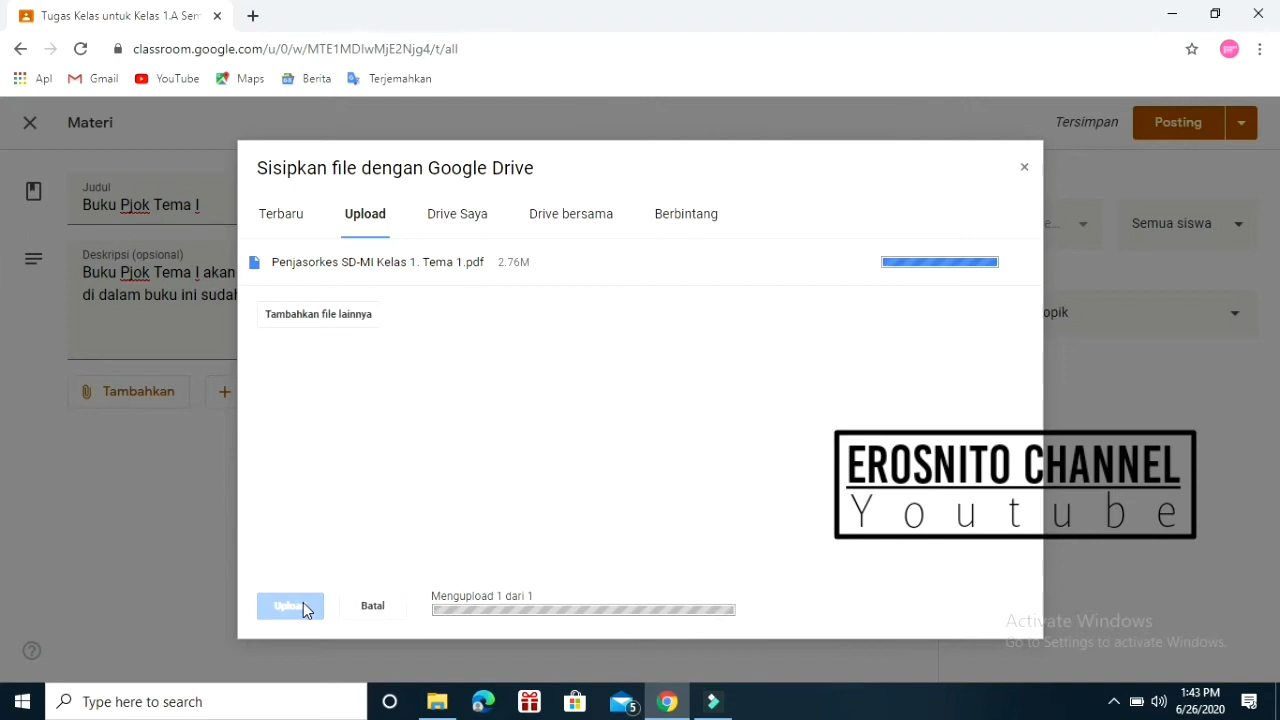 Tugas Kelas untuk Kelas 1.A Sem
classroom.google.com/u/0/w/MTE1MDIwMjE2Njg4/t/all
Apl Gmail YouTube Maps Berita Terjemahkan
Materi
Tersimpan
Posting
Sisipkan file dengan Google Drive
Terbaru Upload Drive Saya Drive bersama Berbintang
Judul
Buku Pjok Tema I
Semua siswa
Deskripsi (opsional)
Buku Pjok Tema I akan
di dalam buku ini sudah
Penjasorkes SD-MI Kelas 1. Tema 1.pdf 2.76M
Tambahkan file lainnya
opik
Tambahkan
EROSNITO CHANNEL
Youtube
Upload
Batal
Mengupload 1 dari 1
Activate Windows
Go to Settings to activate Windows.
Type here to search
5
1:43 PM
6/26/2020